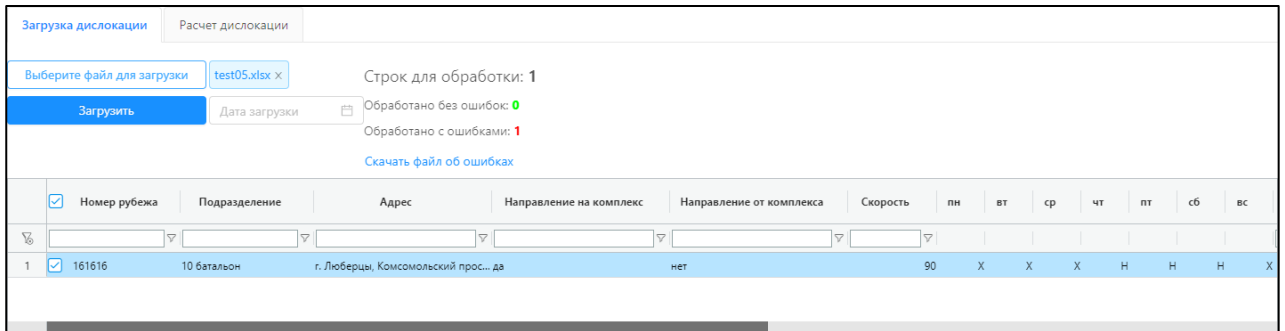 Загрузка дислокации Расчет дислокации
Выберите файл для загрузки test05.xlsx × Строк для обработки: 1
Загрузить Дата загрузки Обработано без ошибок: 0
Обработано с ошибками: 1
Скачать файл об ошибках
Номер рубежа Подразделение Адрес Направление на комплекс Направление от комплекса Скорость пн вт ср чт пт сб вс
1 161616 10 батальон г. Люберцы, Комсомольский прос... да нет 90 X X X Н Н Н X